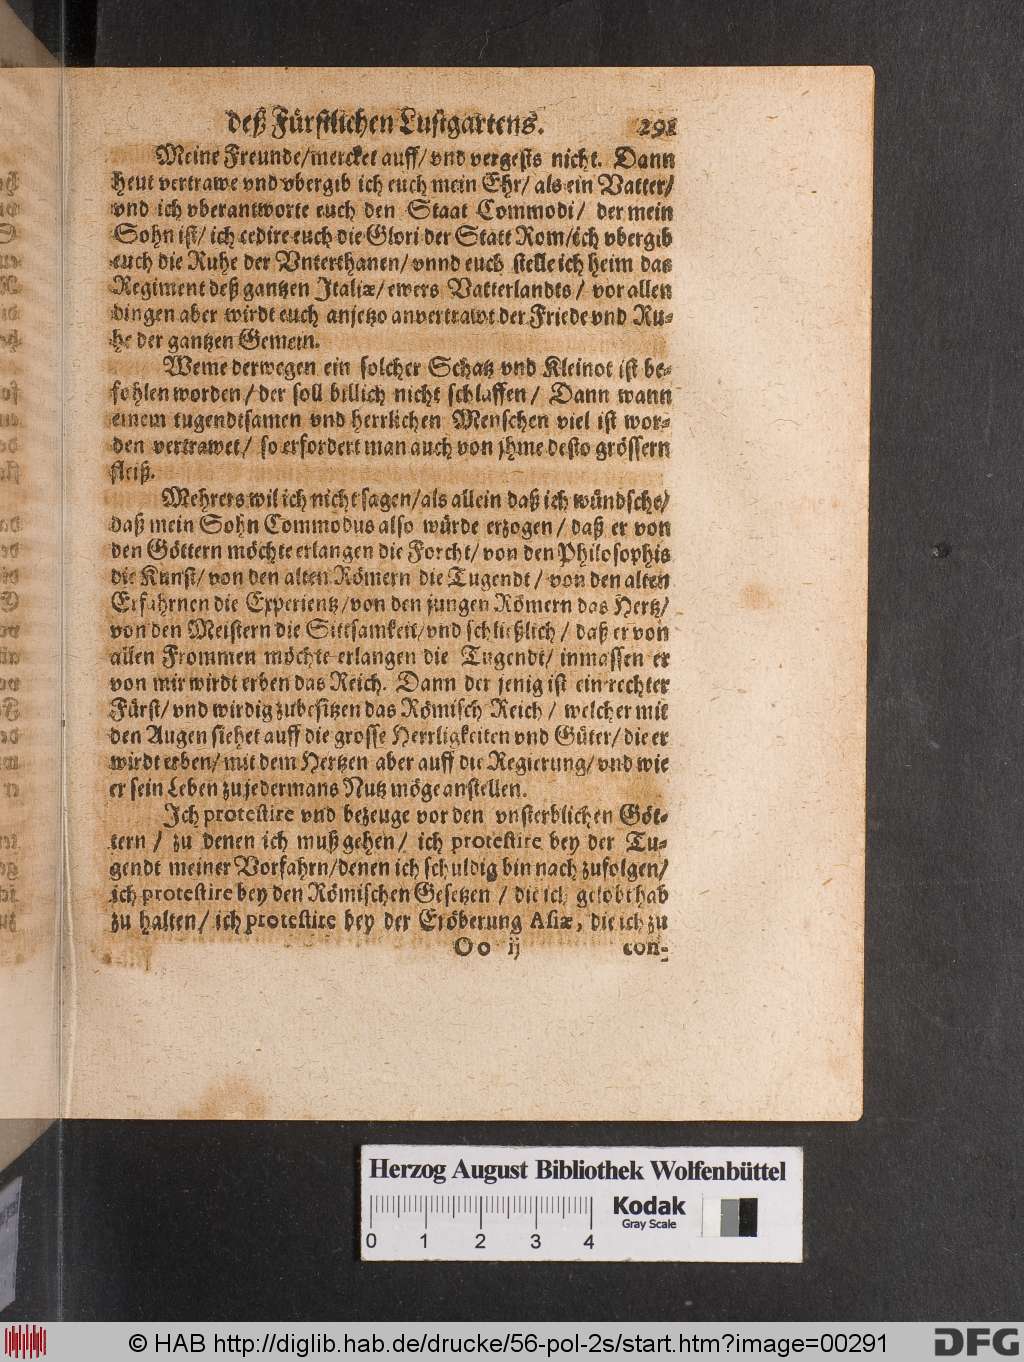 deß Fürstlichen Lustgartens. 291
Meine Freunde/mercket auff/vnd vergests nicht. Dann
heut vertrawe vnd vbergib ich euch mein Ehr/ als ein Vatter/
vnd ich vberantworte euch den Staat Commodi/ der mein
Sohn ist/ ich cedire euch die Glori der Statt Rom/ich vbergib
euch die Ruhe der Vnterthanen/ vnnd euch stelle ich heim das
Regiment deß gantzen Italiæ/ ewers Vatterlandts/ vor allen
dingen aber wirdt euch anjetzo anvertrawt der Friede vnd Ru-
he der gantzen Gemein.
Weme derwegen ein solcher Schatz vnd Kleinot ist be-
fohlen worden/ der soll billich nicht schlaffen/ Dann wann
einem tugendtsamen vnd herrlichen Menschen viel ist wor-
den vertrawet/ so erfordert man auch von jhme desto grössern
fleiß.
Mehrers wil ich nicht sagen/als allein daß ich wündsche/
daß mein Sohn Commodus also würde erzogen/ daß er von
den Göttern möchte erlangen die Forcht/ von den Philosophis
die Kunst/ von den alten Römern die Tugendt/ von den alten
Erfahrnen die Experientz/von den jungen Römern das Hertz/
von den Meistern die Sittsamkeit/vnd schließlich/ daß er von
allen Frommen möchte erlangen die Tugendt/ inmassen er
von mir wirdt erben das Reich. Dann der jenig ist ein rechter
Fürst/ vnd wirdig zubesitzen das Römisch Reich/ welcher mit
den Augen siehet auff die grosse Herrligkeiten vnd Güter/ die er
wirdt erben/ mit dem Hertzen aber auff die Regierung/ vnd wie
er sein Leben zu jedermans Nutz möge anstellen.
Ich protestire vnd bezeuge vor den vnsterblichen Göt-
tern/ zu denen ich muß gehen/ ich protestire bey der Tu-
gendt meiner Vorfahrn/denen ich schuldig bin nach zufolgen/
ich protestire bey den Römischen Gesetzen/ die ich gelobt hab
zu halten/ ich protestire bey der Eröberung Asiæ, die ich zu
Oo ij con-
Herzog August Bibliothek Wolfenbüttel
Kodak
Gray Scale
0 1 2 3 4
© HAB http://diglib.hab.de/drucke/56-pol-2s/start.htm?image=00291
DFG